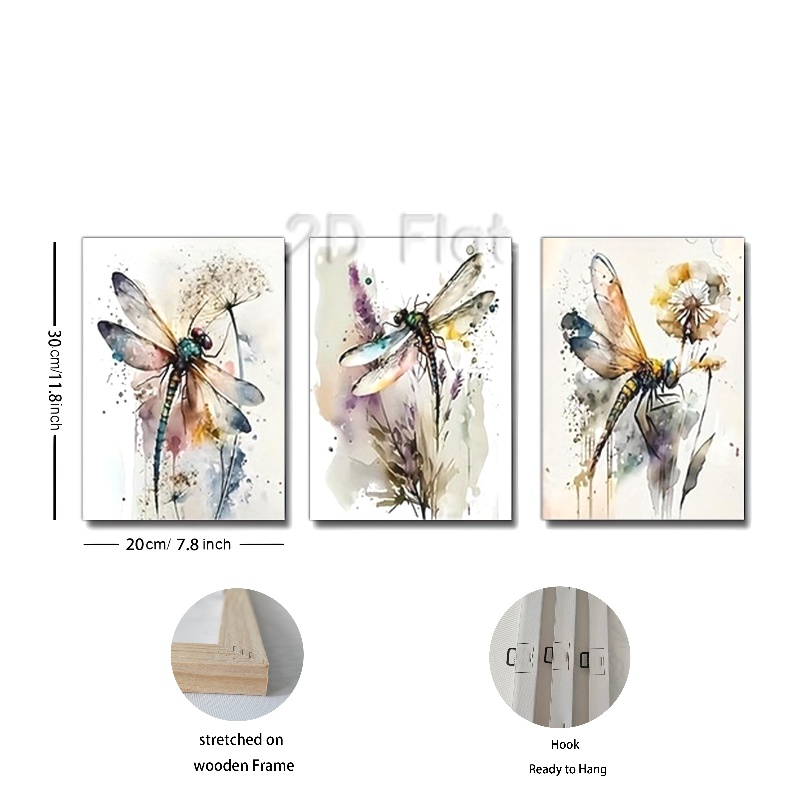 2D Flat
30cm/11.8inch
20cm/ 7.8 inch
stretched on
wooden Frame
Hook
Ready to Hang